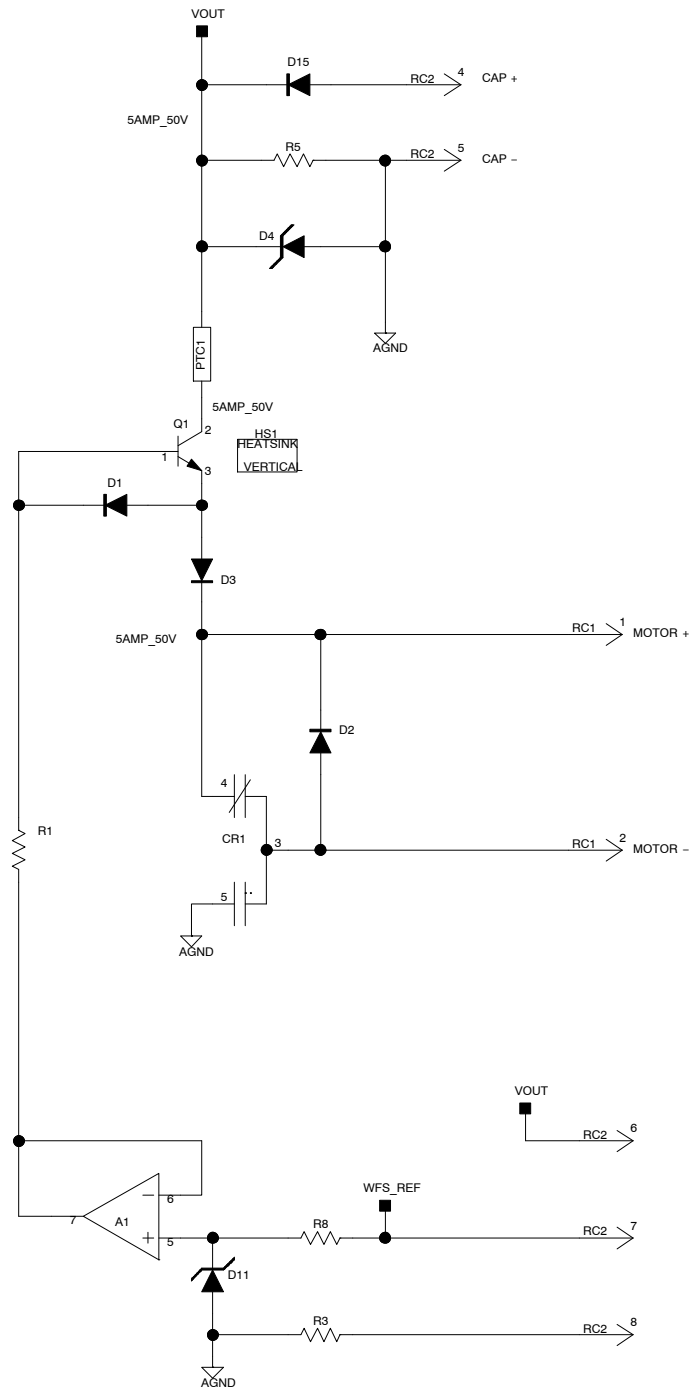 VOUT
D15
RC2
4
CAP +
5AMP_50V
R5
RC2
5
CAP –
D4
PTC1
AGND
5AMP_50V
Q1
2
HS1
HEATSINK
VERTICAL
1
3
D1
D3
5AMP_50V
RC1
1
MOTOR +
D2
4
R1
CR1
3
RC1
2
MOTOR –
5
AGND
VOUT
RC2
6
WFS_REF
6
7
A1
5
R8
RC2
7
D11
R3
RC2
8
AGND